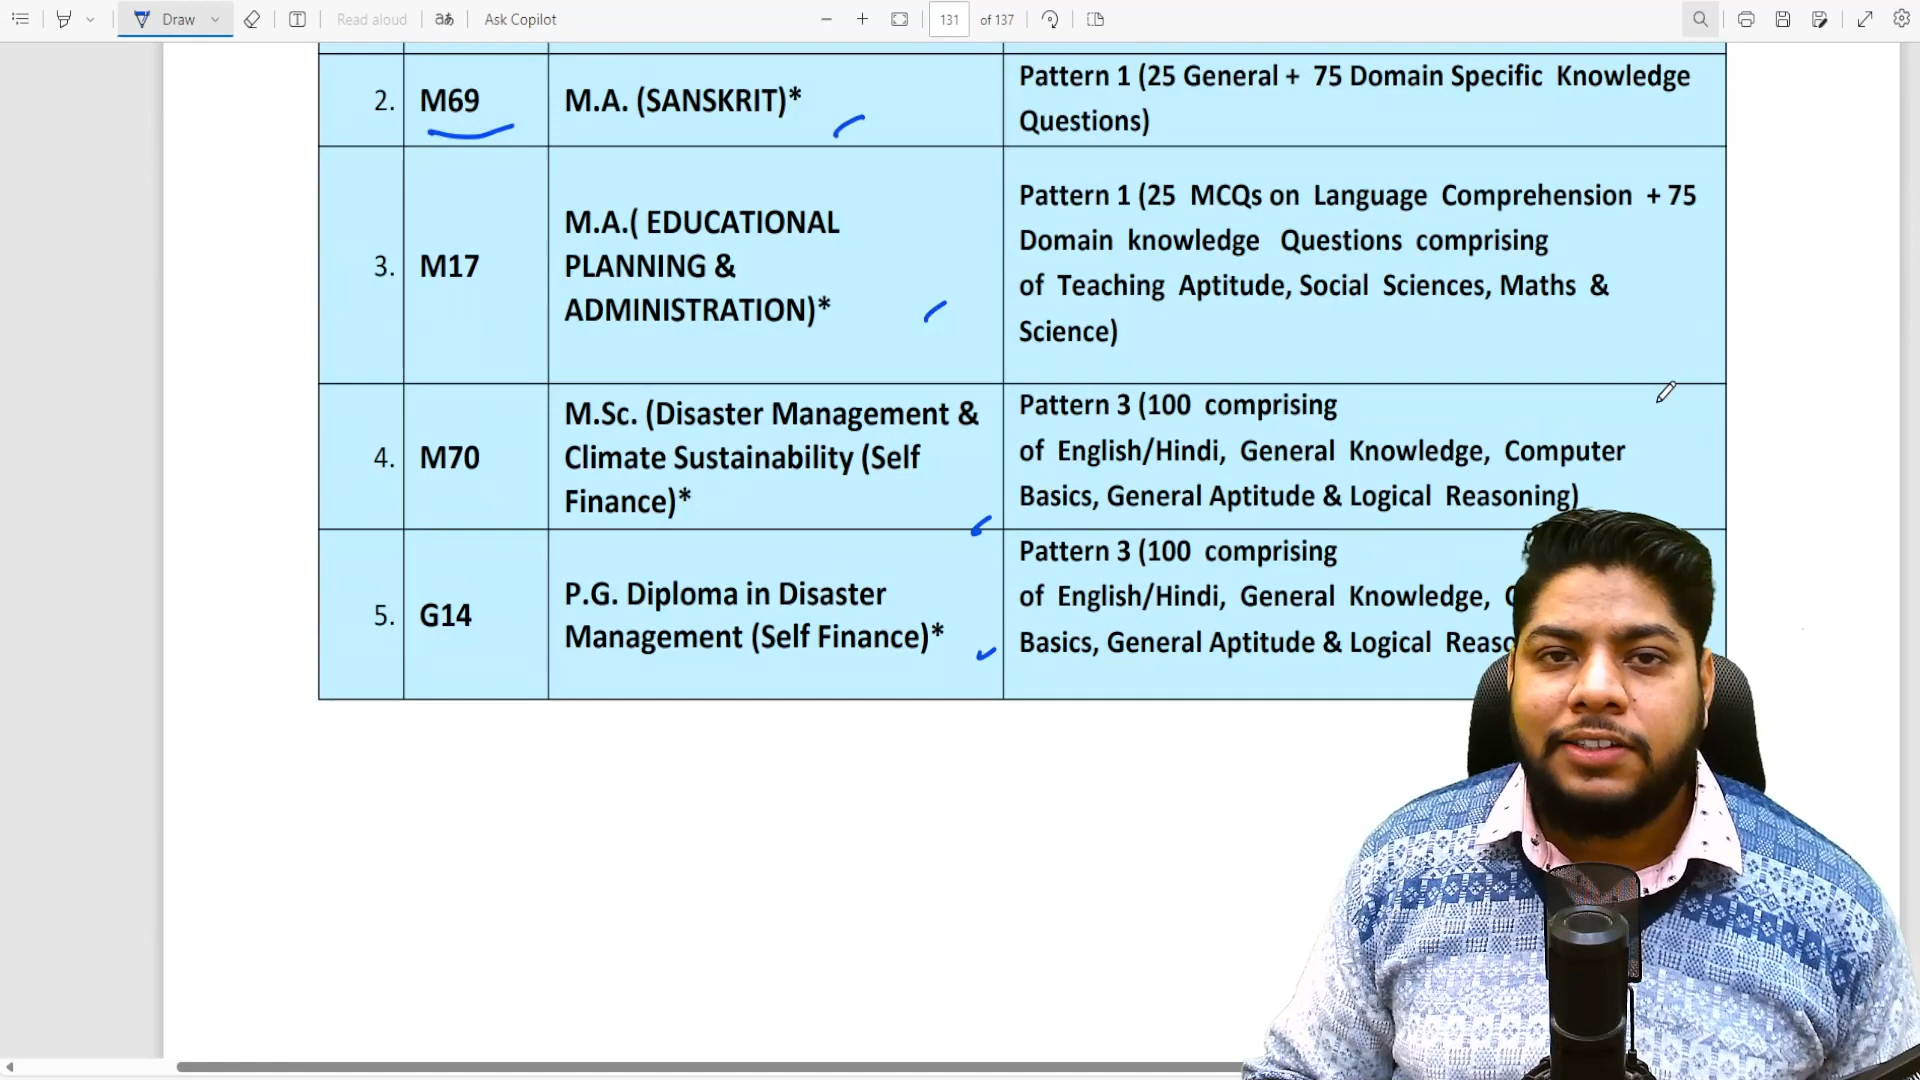 Draw
Read aloud
aあ
Ask Copilot
131
of 137
2.
M69
M.A. (SANSKRIT)*
Pattern 1 (25 General + 75 Domain Specific Knowledge
Questions)
3.
M17
M.A.( EDUCATIONAL
PLANNING &
ADMINISTRATION)*
Pattern 1 (25 MCQs on Language Comprehension + 75
Domain knowledge Questions comprising
of Teaching Aptitude, Social Sciences, Maths &
Science)
4.
M70
M.Sc. (Disaster Management &
Climate Sustainability (Self
Finance)*
Pattern 3 (100 comprising
of English/Hindi, General Knowledge, Computer
Basics, General Aptitude & Logical Reasoning)
5.
G14
P.G. Diploma in Disaster
Management (Self Finance)*
Pattern 3 (100 comprising
of English/Hindi, General Knowledge,
Basics, General Aptitude & Logical